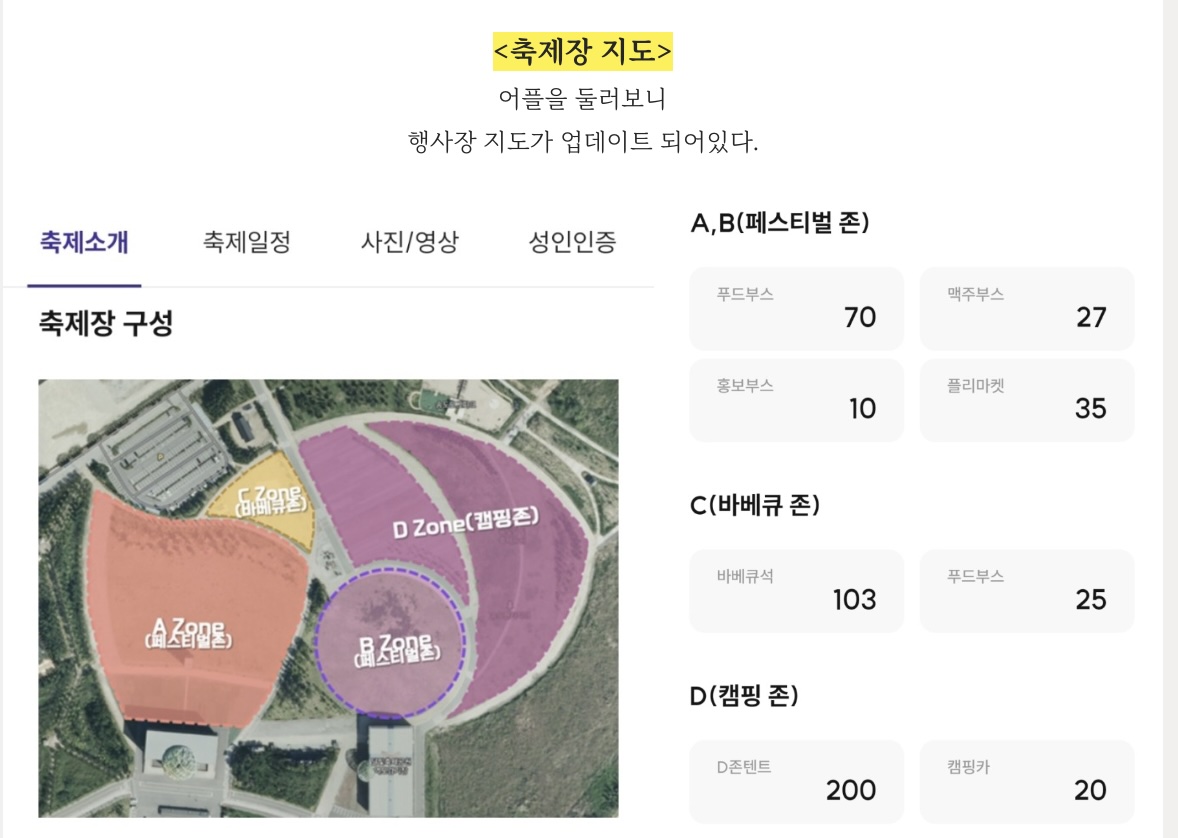 <축제장 지도>
어플을 둘러보니
행사장 지도가 업데이트 되어있다.
축제소개 축제일정 사진/영상 성인인증
축제장 구성
C Zone
(바베큐존)
D Zone(캠핑존)
A Zone
(페스티벌존)
B Zone
(페스티벌존)
A,B(페스티벌 존)
푸드부스 맥주부스
70 27
홍보부스 플리마켓
10 35
C(바베큐 존)
바베큐석 푸드부스
103 25
D(캠핑 존)
D존텐트 캠핑카
200 20